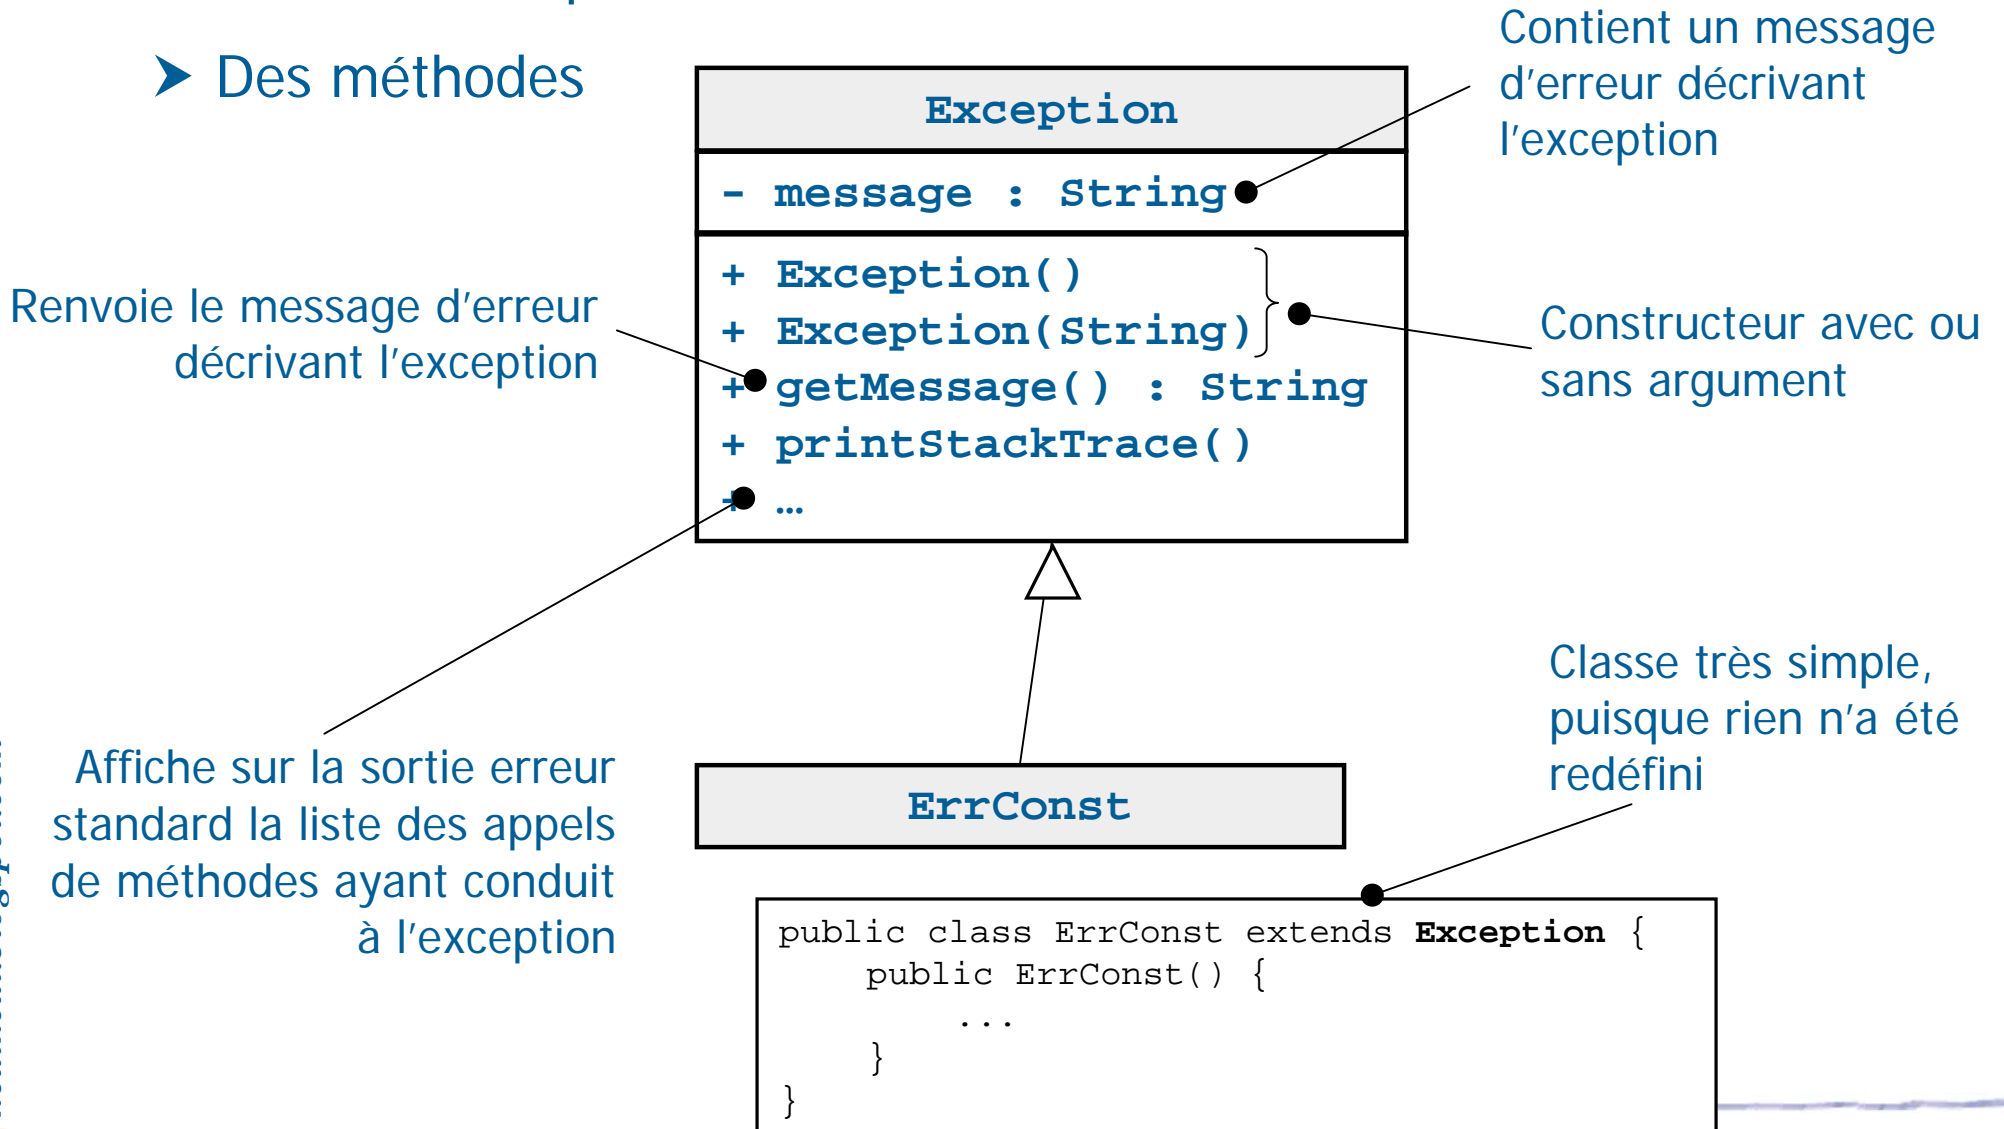 ➤ Des méthodes
Contient un message
d'erreur décrivant
l'exception
Exception
- message : String
+ Exception()
+ Exception(String)
+ getMessage() : String
+ printStackTrace()
+ …
Renvoie le message d'erreur
décrivant l'exception
Constructeur avec ou
sans argument
Affiche sur la sortie erreur
standard la liste des appels
de méthodes ayant conduit
à l'exception
ErrConst
Classe très simple,
puisque rien n'a été
redéfini
public class ErrConst extends Exception {
public ErrConst() {
...
}
}